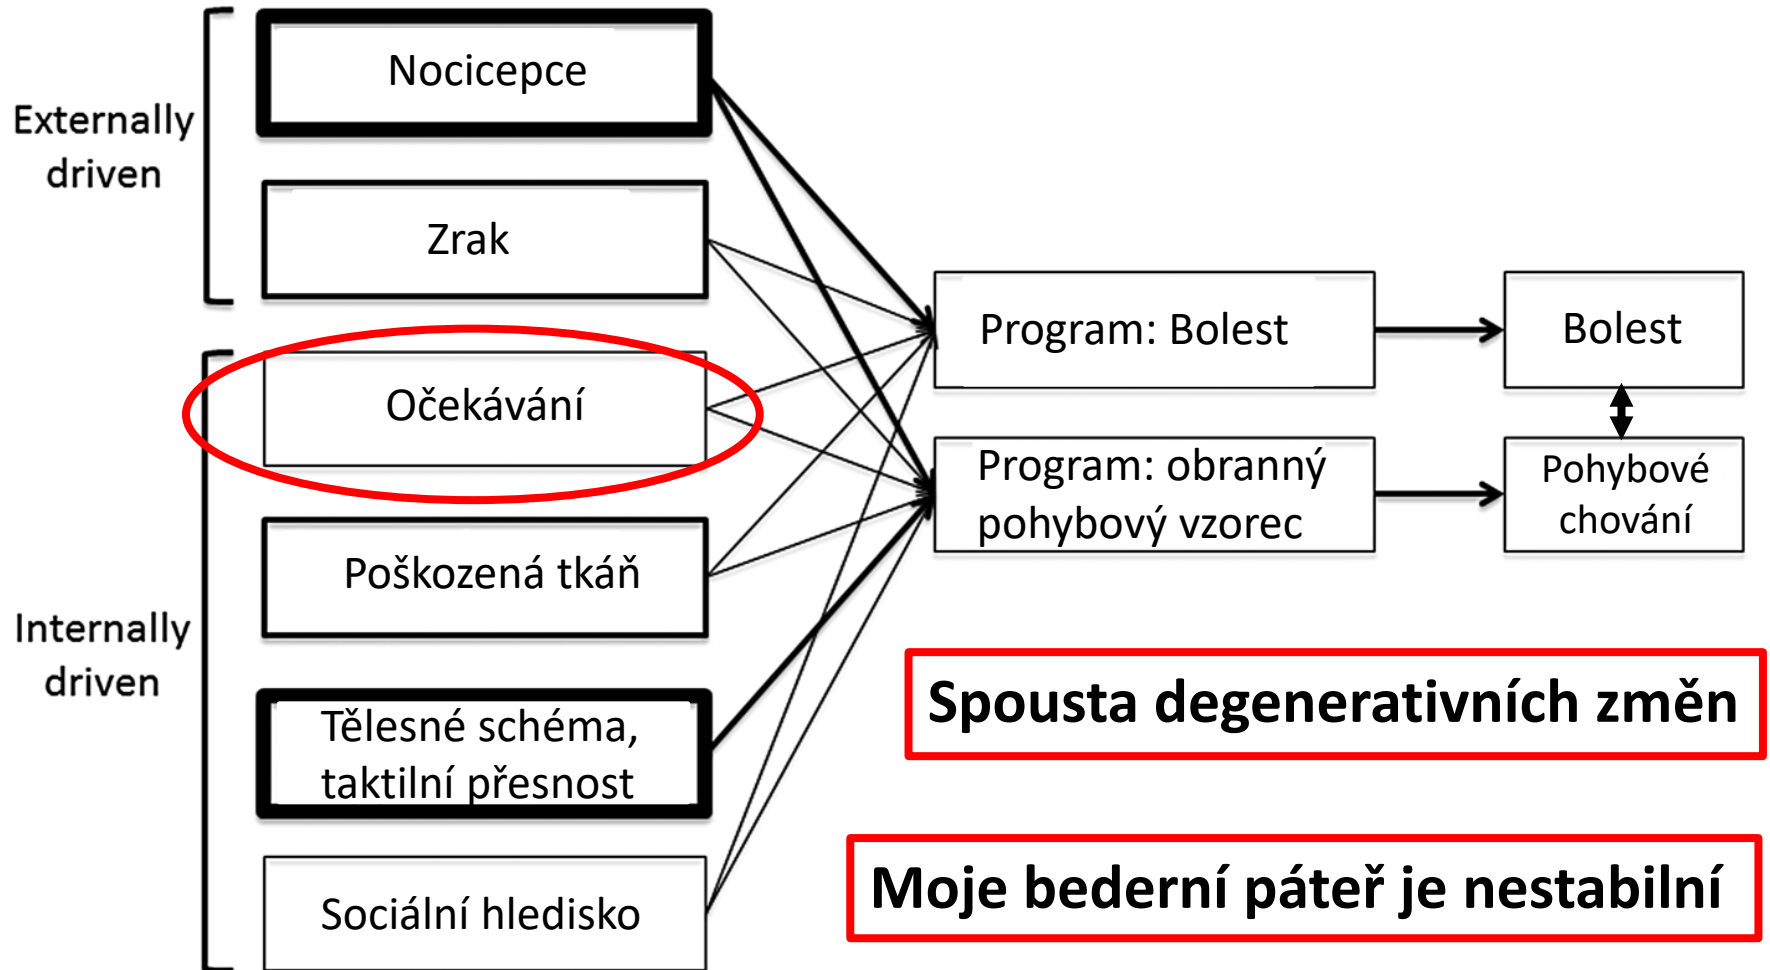 Externally
driven
Nocicepce
Zrak
Internally
driven
Očekávání
Poškozená tkáň
Tělesné schéma,
taktilní přesnost
Sociální hledisko
Program: Bolest
Bolest
Program: obranný
pohybový vzorec
Pohybové
chování
Spousta degenerativních změn
Moje bederní páteř je nestabilní